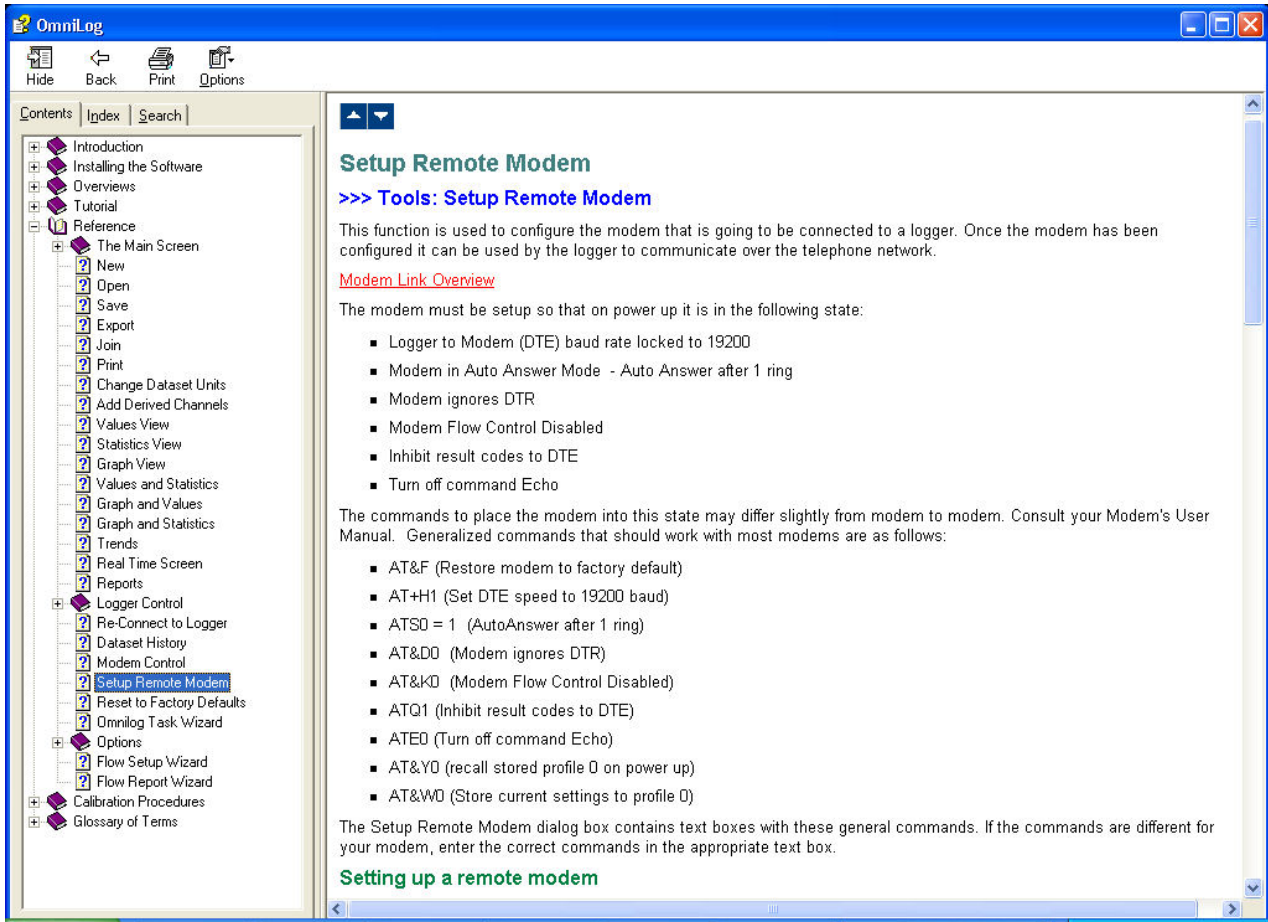 OmniLog
Hide
Back
Print
Options
Contents
Index
Search
Introduction
Installing the Software
Overviews
Tutorial
Reference
The Main Screen
New
Open
Save
Export
Join
Print
Change Dataset Units
Add Derived Channels
Values View
Statistics View
Graph View
Values and Statistics
Graph and Values
Graph and Statistics
Trends
Real Time Screen
Reports
Logger Control
Re-Connect to Logger
Dataset History
Modem Control
Setup Remote Modem
Reset to Factory Defaults
Omnilog Task Wizard
Options
Flow Setup Wizard
Flow Report Wizard
Calibration Procedures
Glossary of Terms
Setup Remote Modem
>>> Tools: Setup Remote Modem
This function is used to configure the modem that is going to be connected to a logger. Once the modem has been
configured it can be used by the logger to communicate over the telephone network.
Modem Link Overview
The modem must be setup so that on power up it is in the following state:
Logger to Modem (DTE) baud rate locked to 19200
Modem in Auto Answer Mode - Auto Answer after 1 ring
Modem ignores DTR
Modem Flow Control Disabled
Inhibit result codes to DTE
Turn off command Echo
The commands to place the modem into this state may differ slightly from modem to modem. Consult your Modem's User
Manual. Generalized commands that should work with most modems are as follows:
AT&F (Restore modem to factory default)
AT+H1 (Set DTE speed to 19200 baud)
ATS0 = 1 (AutoAnswer after 1 ring)
AT&D0 (Modem ignores DTR)
AT&K0 (Modem Flow Control Disabled)
ATQ1 (Inhibit result codes to DTE)
ATE0 (Turn off command Echo)
AT&Y0 (recall stored profile 0 on power up)
AT&W0 (Store current settings to profile 0)
The Setup Remote Modem dialog box contains text boxes with these general commands. If the commands are different for
your modem, enter the correct commands in the appropriate text box.
Setting up a remote modem